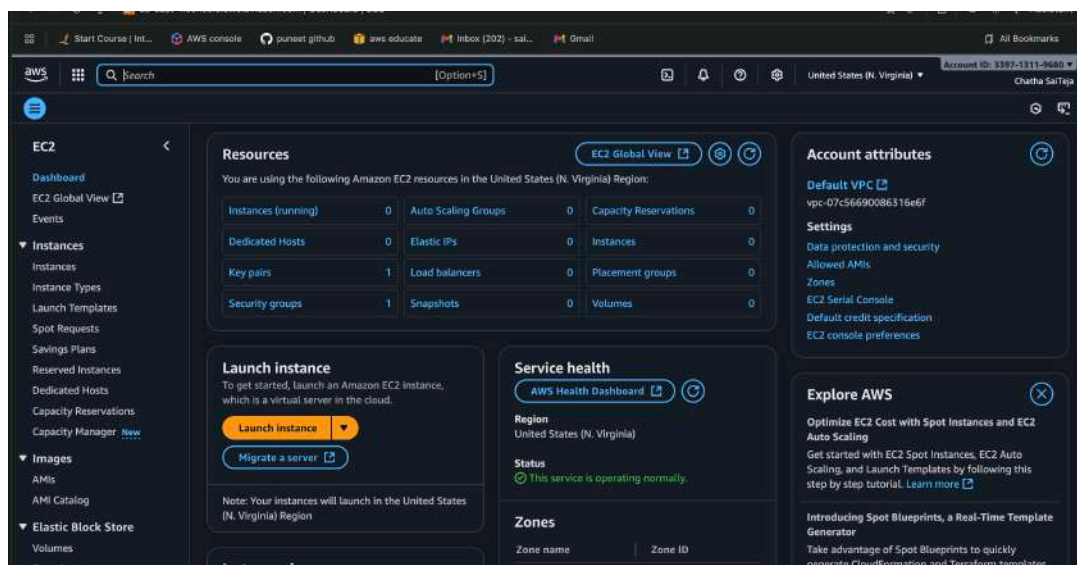 Start Course | Int...
AWS console
puneet github
aws educate
Inbox (202) - sai...
Gmail
All Bookmarks
aws
Search
[Option+S]
United States (N. Virginia)
Account ID: 3397-1311-9680
Chatha SaiTeja
EC2
Dashboard
EC2 Global View
Events
Instances
Instances
Instance Types
Launch Templates
Spot Requests
Savings Plans
Reserved Instances
Dedicated Hosts
Capacity Reservations
Capacity Manager New
Images
AMIs
AMI Catalog
Elastic Block Store
Volumes
Resources
EC2 Global View
You are using the following Amazon EC2 resources in the United States (N. Virginia) Region:
Instances (running) 0 Auto Scaling Groups 0 Capacity Reservations 0
Dedicated Hosts 0 Elastic IPs 0 Instances 0
Key pairs 1 Load balancers 0 Placement groups 0
Security groups 1 Snapshots 0 Volumes 0
Launch instance
To get started, launch an Amazon EC2 instance,
which is a virtual server in the cloud.
Launch instance
Migrate a server
Note: Your instances will launch in the United States
(N. Virginia) Region
Service health
AWS Health Dashboard
Region
United States (N. Virginia)
Status
This service is operating normally.
Zones
Zone name Zone ID
Account attributes
Default VPC
vpc-07c56690086316e6f
Settings
Data protection and security
Allowed AMIs
Zones
EC2 Serial Console
Default credit specification
EC2 console preferences
Explore AWS
Optimize EC2 Cost with Spot Instances and EC2
Auto Scaling
Get started with EC2 Spot Instances, EC2 Auto
Scaling, and Launch Templates by following this
step by step tutorial. Learn more
Introducing Spot Blueprints, a Real-Time Template
Generator
Take advantage of Spot Blueprints to quickly
generate CloudFormation and Terraform templates